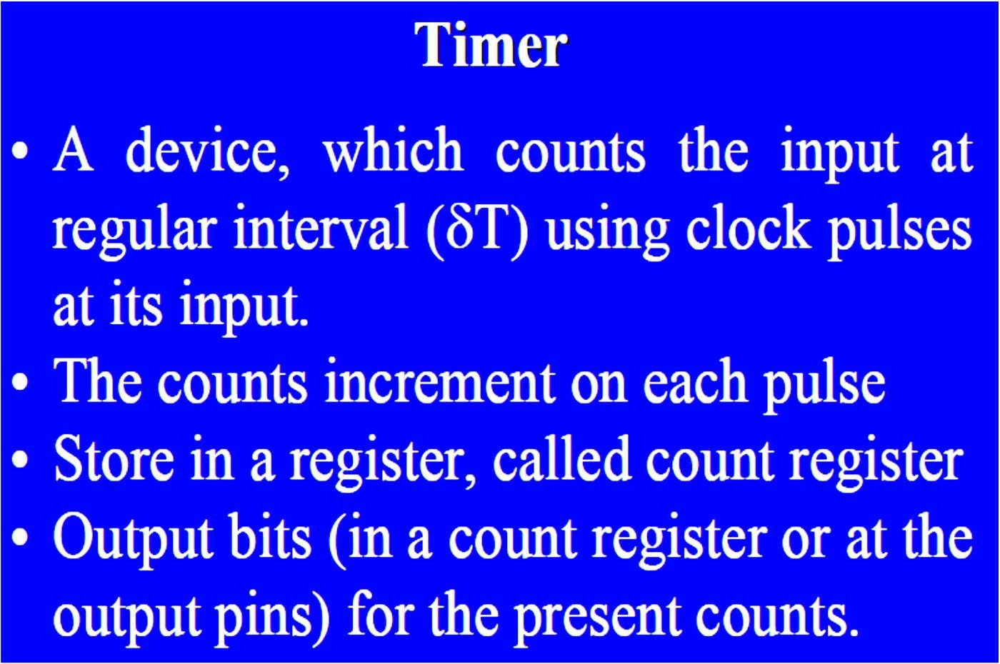 Timer
• A device, which counts the input at
regular interval (δT) using clock pulses
at its input.
• The counts increment on each pulse
• Store in a register, called count register
• Output bits (in a count register or at the
output pins) for the present counts.